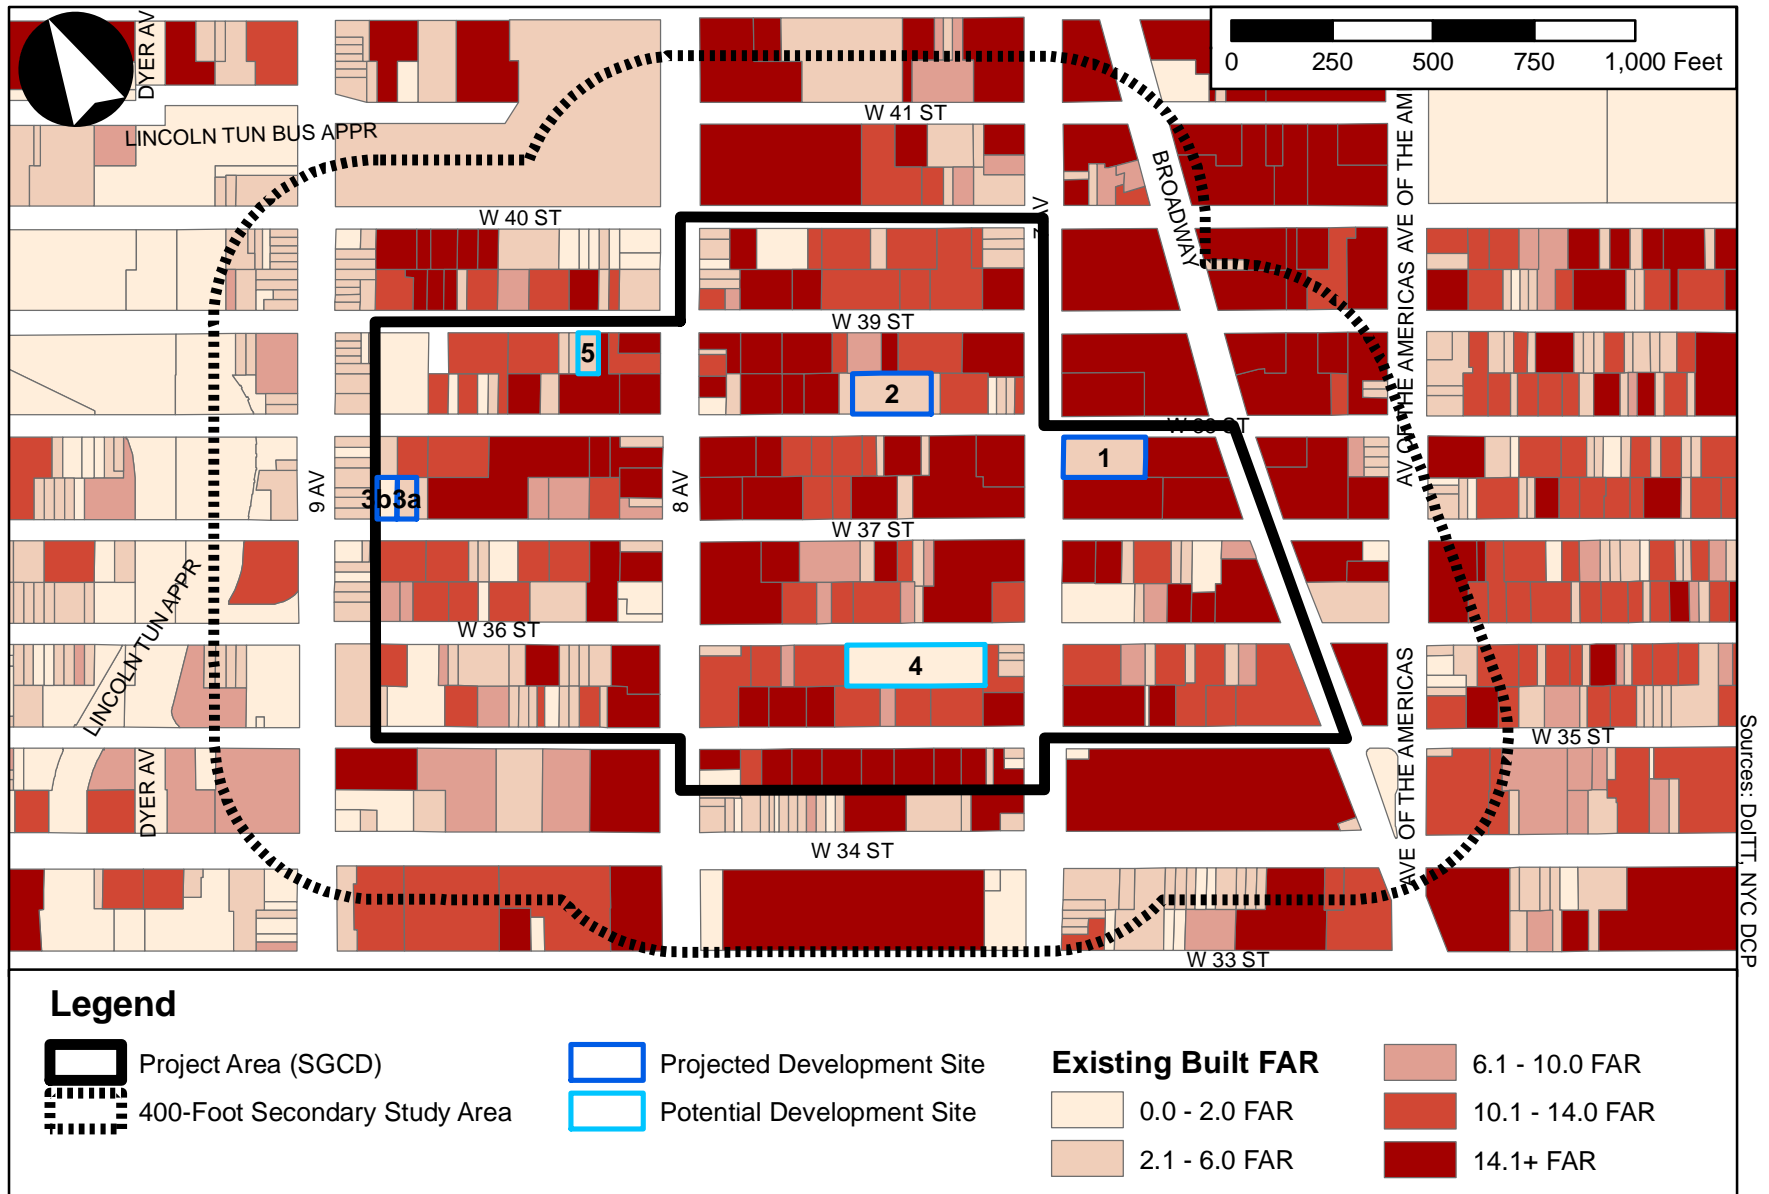 DYER AV
0 250 500 750 1,000 Feet
LINCOLN TUN BUS APPR
W 41 ST
BROADWAY
AV OF THE AMERICAS AVE OF THE AM
W 40 ST
W 39 ST
5
2
W 38 ST
1
9 AV
3b3a
8 AV
W 37 ST
LINCOLN TUN APPR
W 36 ST
4
AVE OF THE AMERICAS
W 35 ST
DYER AV
W 34 ST
W 33 ST
Sources: DoITT, NYC DCP
Legend
Project Area (SGCD)
400-Foot Secondary Study Area
Projected Development Site
Potential Development Site
Existing Built FAR
0.0 - 2.0 FAR
2.1 - 6.0 FAR
6.1 - 10.0 FAR
10.1 - 14.0 FAR
14.1+ FAR